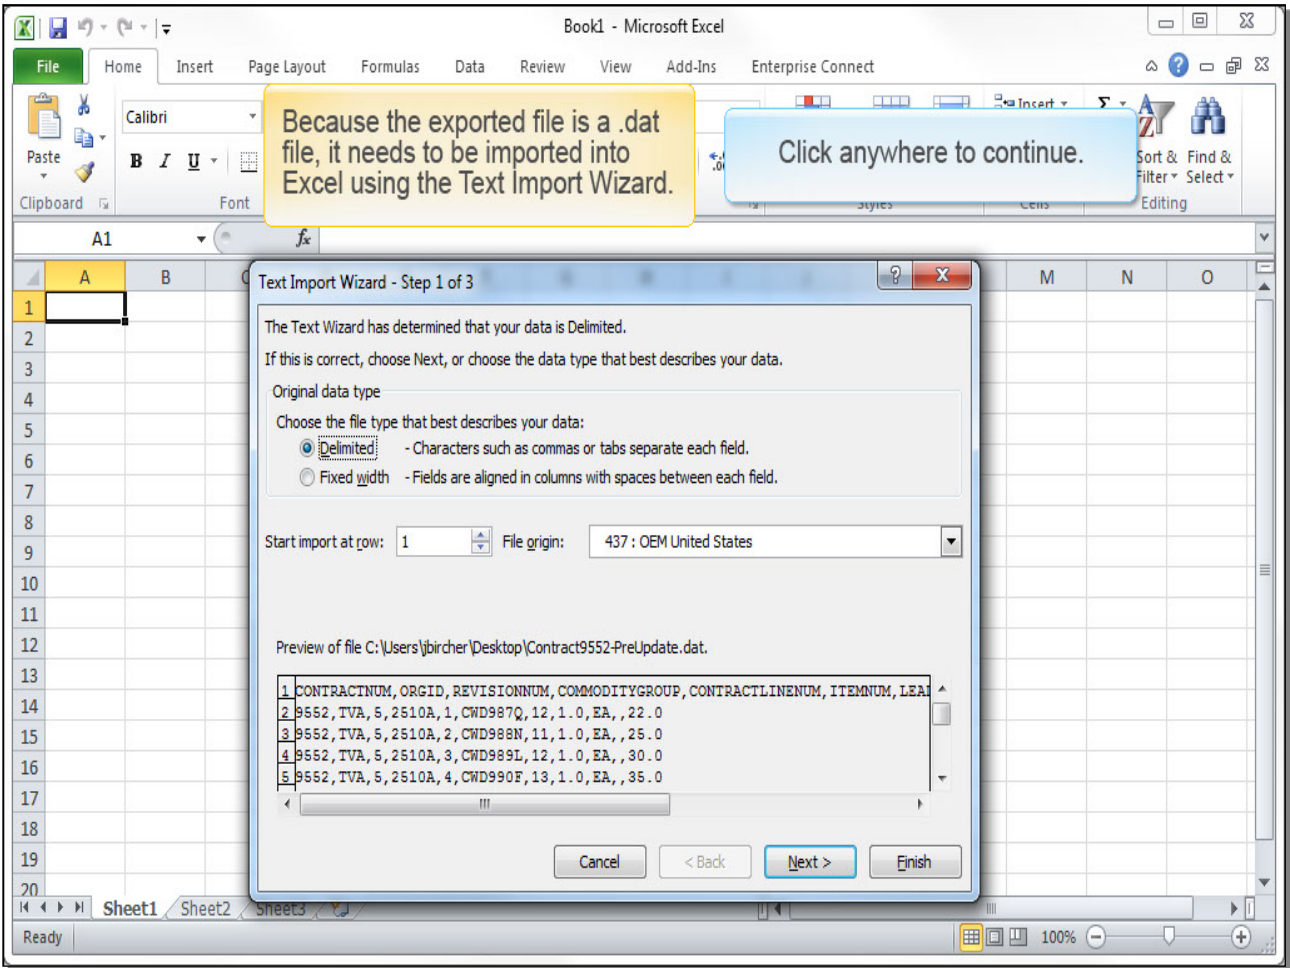 Book1 - Microsoft Excel
File Home Insert Page Layout Formulas Data Review View Add-Ins Enterprise Connect
Because the exported file is a .dat
file, it needs to be imported into
Excel using the Text Import Wizard.
Click anywhere to continue.
Calibri
Insert
Σ
Paste
B I U
Sort & Find &
Filter Select
Clipboard Font Styles Cells Editing
A1 fx
A B M N O
Text Import Wizard - Step 1 of 3
The Text Wizard has determined that your data is Delimited.
If this is correct, choose Next, or choose the data type that best describes your data.
Original data type
Choose the file type that best describes your data:
Delimited - Characters such as commas or tabs separate each field.
Fixed width - Fields are aligned in columns with spaces between each field.
Start import at row: 1 File origin: 437 : OEM United States
Preview of file C:\Users\jbircher\Desktop\Contract9552-PreUpdate.dat.
1 CONTRACTNUM,ORGID,REVISIONNUM,COMMODITYGROUP,CONTRACTLINENUM,ITEMNUM,LEAD
2 9552,TVA,5,2510A,1,CWD987Q,12,1.0,EA,,22.0
3 9552,TVA,5,2510A,2,CWD988N,11,1.0,EA,,25.0
4 9552,TVA,5,2510A,3,CWD989L,12,1.0,EA,,30.0
5 9552,TVA,5,2510A,4,CWD990F,13,1.0,EA,,35.0
Cancel < Back Next > Finish
1
2
3
4
5
6
7
8
9
10
11
12
13
14
15
16
17
18
19
20
Sheet1 Sheet2 Sheet3
Ready 100%